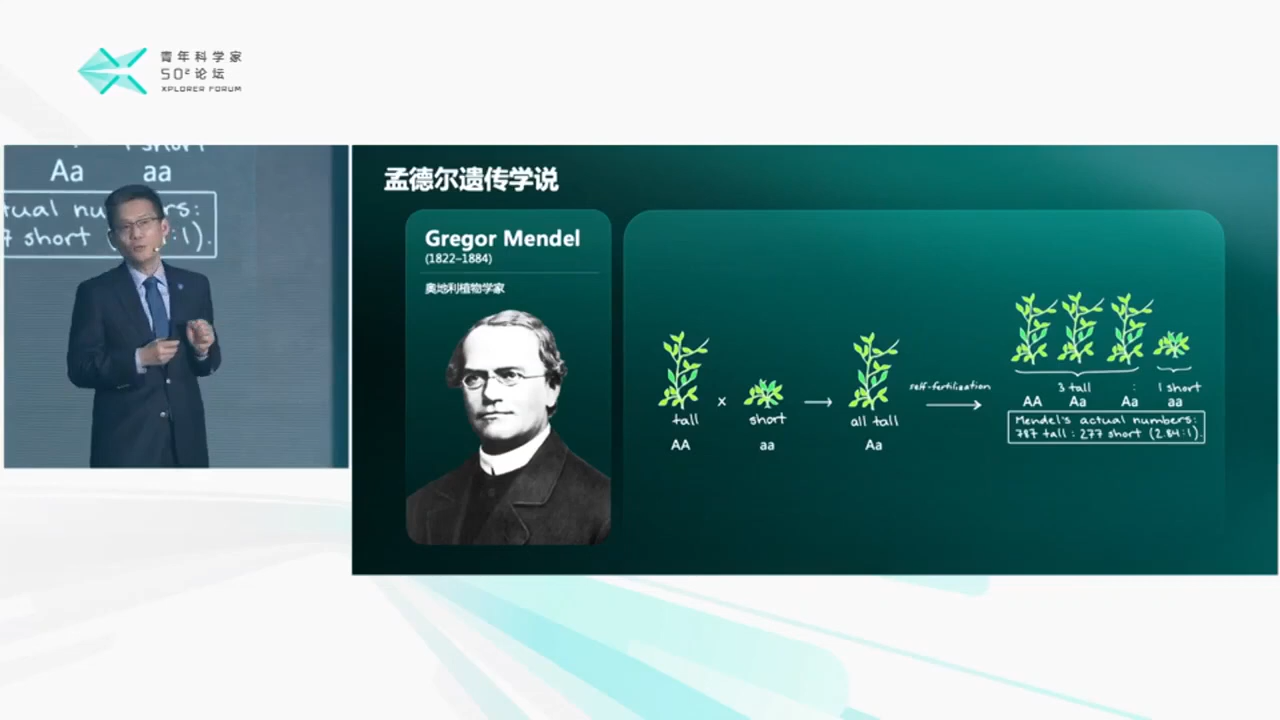 青年科学家
50²论坛
XPLORER FORUM
Aa aa
7 short
孟德尔遗传学说
Gregor Mendel
(1822–1884)
奥地利植物学家
tall x short
AA aa
all tall
Aa
self-fertilization
3 tall : 1 short
AA Aa Aa aa
Mendel's actual numbers:
787 tall : 277 short (2.84:1).